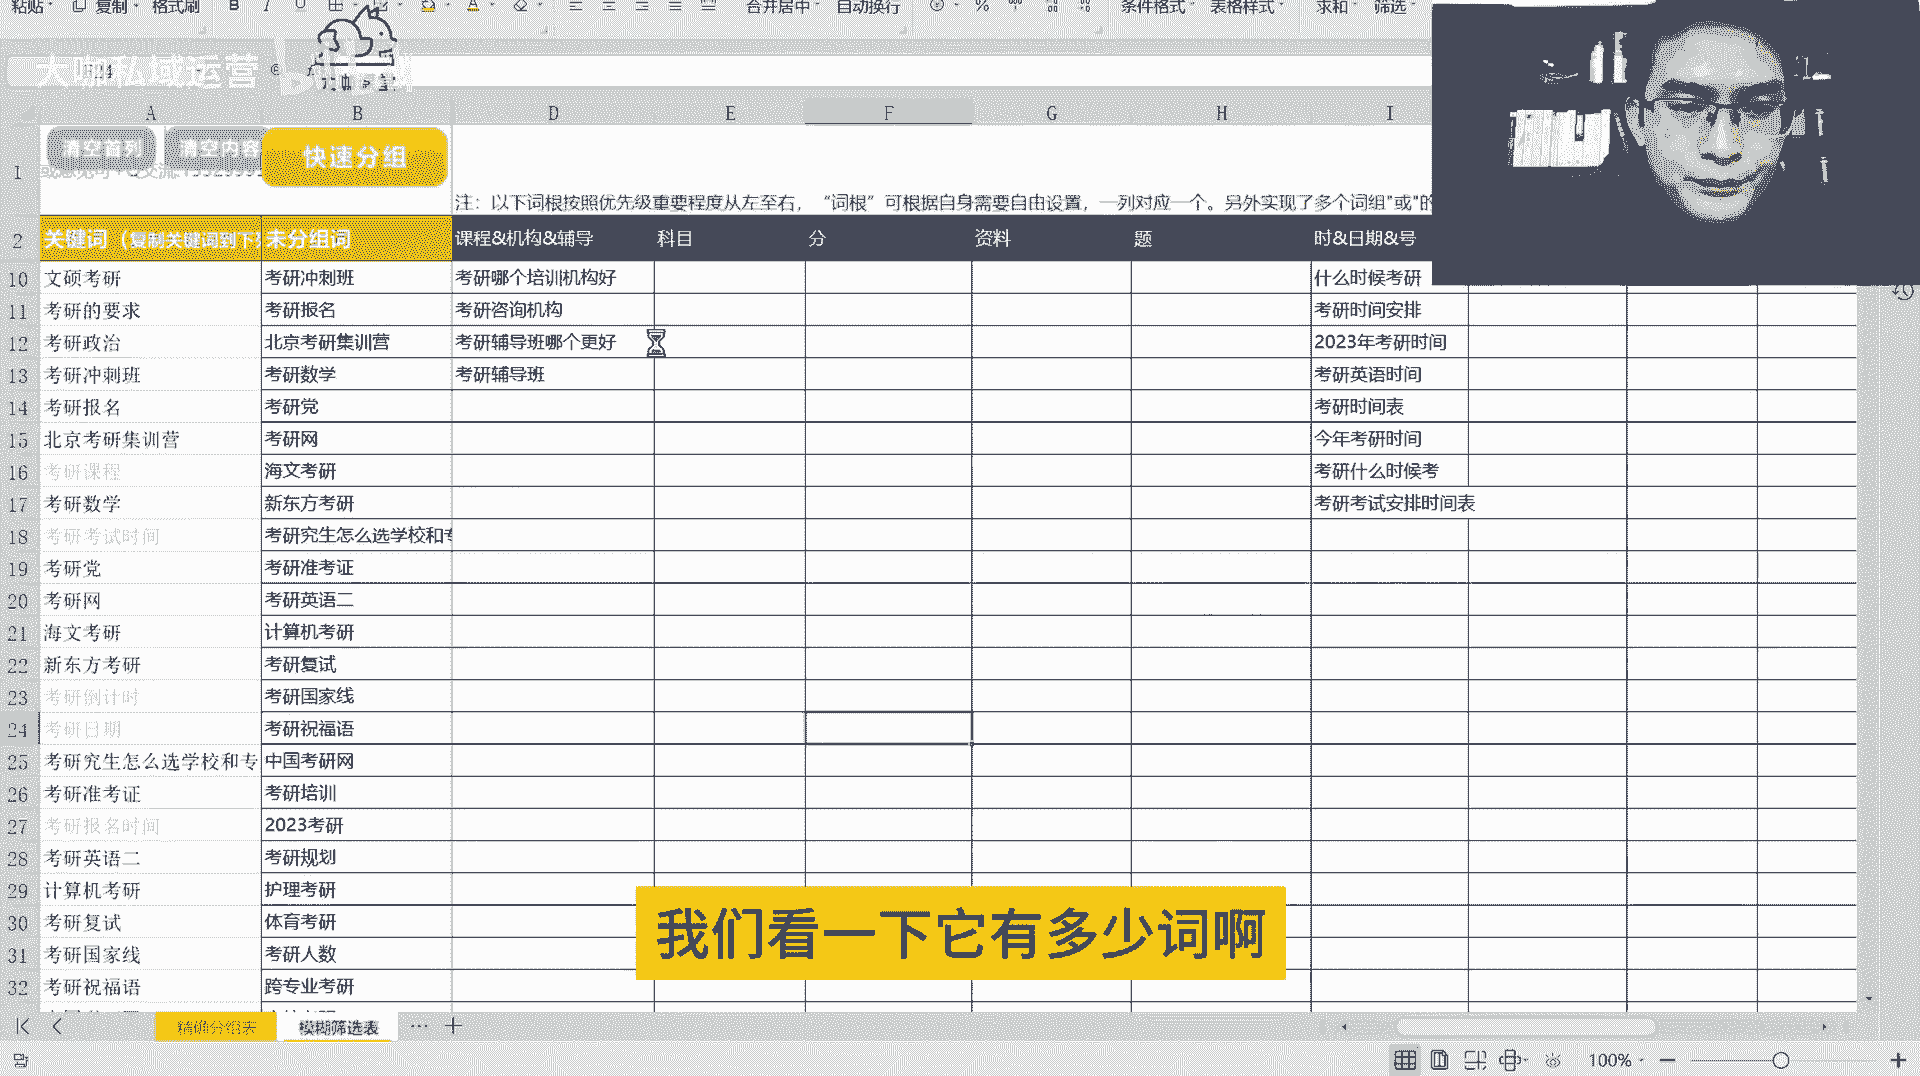 粘贴 复制 格式刷 B I U 合并居中 自动换行 % 条件格式 表格样式 求和 筛选
大咖私域运营
A B D E F G H I
清空首列 清空内容 快速分组
1
注：以下词根按照优先级重要程度从左至右，“词根”可根据自身需要自由设置，一列对应一个。另外实现了多个词组"或"的
2 关键词（复制关键词到下 未分组词 课程&机构&辅导 科目 分 资料 题 时&日期&号
10 文硕考研 考研冲刺班 考研哪个培训机构好 什么时候考研
11 考研的要求 考研报名 考研咨询机构 考研时间安排
12 考研政治 北京考研集训营 考研辅导班哪个更好 2023年考研时间
13 考研冲刺班 考研数学 考研辅导班 考研英语时间
14 考研报名 考研党 考研时间表
15 北京考研集训营 考研网 今年考研时间
16 考研课程 海文考研 考研什么时候考
17 考研数学 新东方考研 考研考试安排时间表
18 考研考试时间 考研究生怎么选学校和专
19 考研党 考研准考证
20 考研网 考研英语二
21 海文考研 计算机考研
22 新东方考研 考研复试
23 考研倒计时 考研国家线
24 考研日期 考研祝福语
25 考研究生怎么选学校和专 中国考研网
26 考研准考证 考研培训
27 考研报名时间 2023考研
28 考研英语二 考研规划
29 计算机考研 护理考研
30 考研复试 体育考研
31 考研国家线 考研人数
32 考研祝福语 跨专业考研
我们看一下它有多少词啊
精确分组表 模糊筛选表
100%